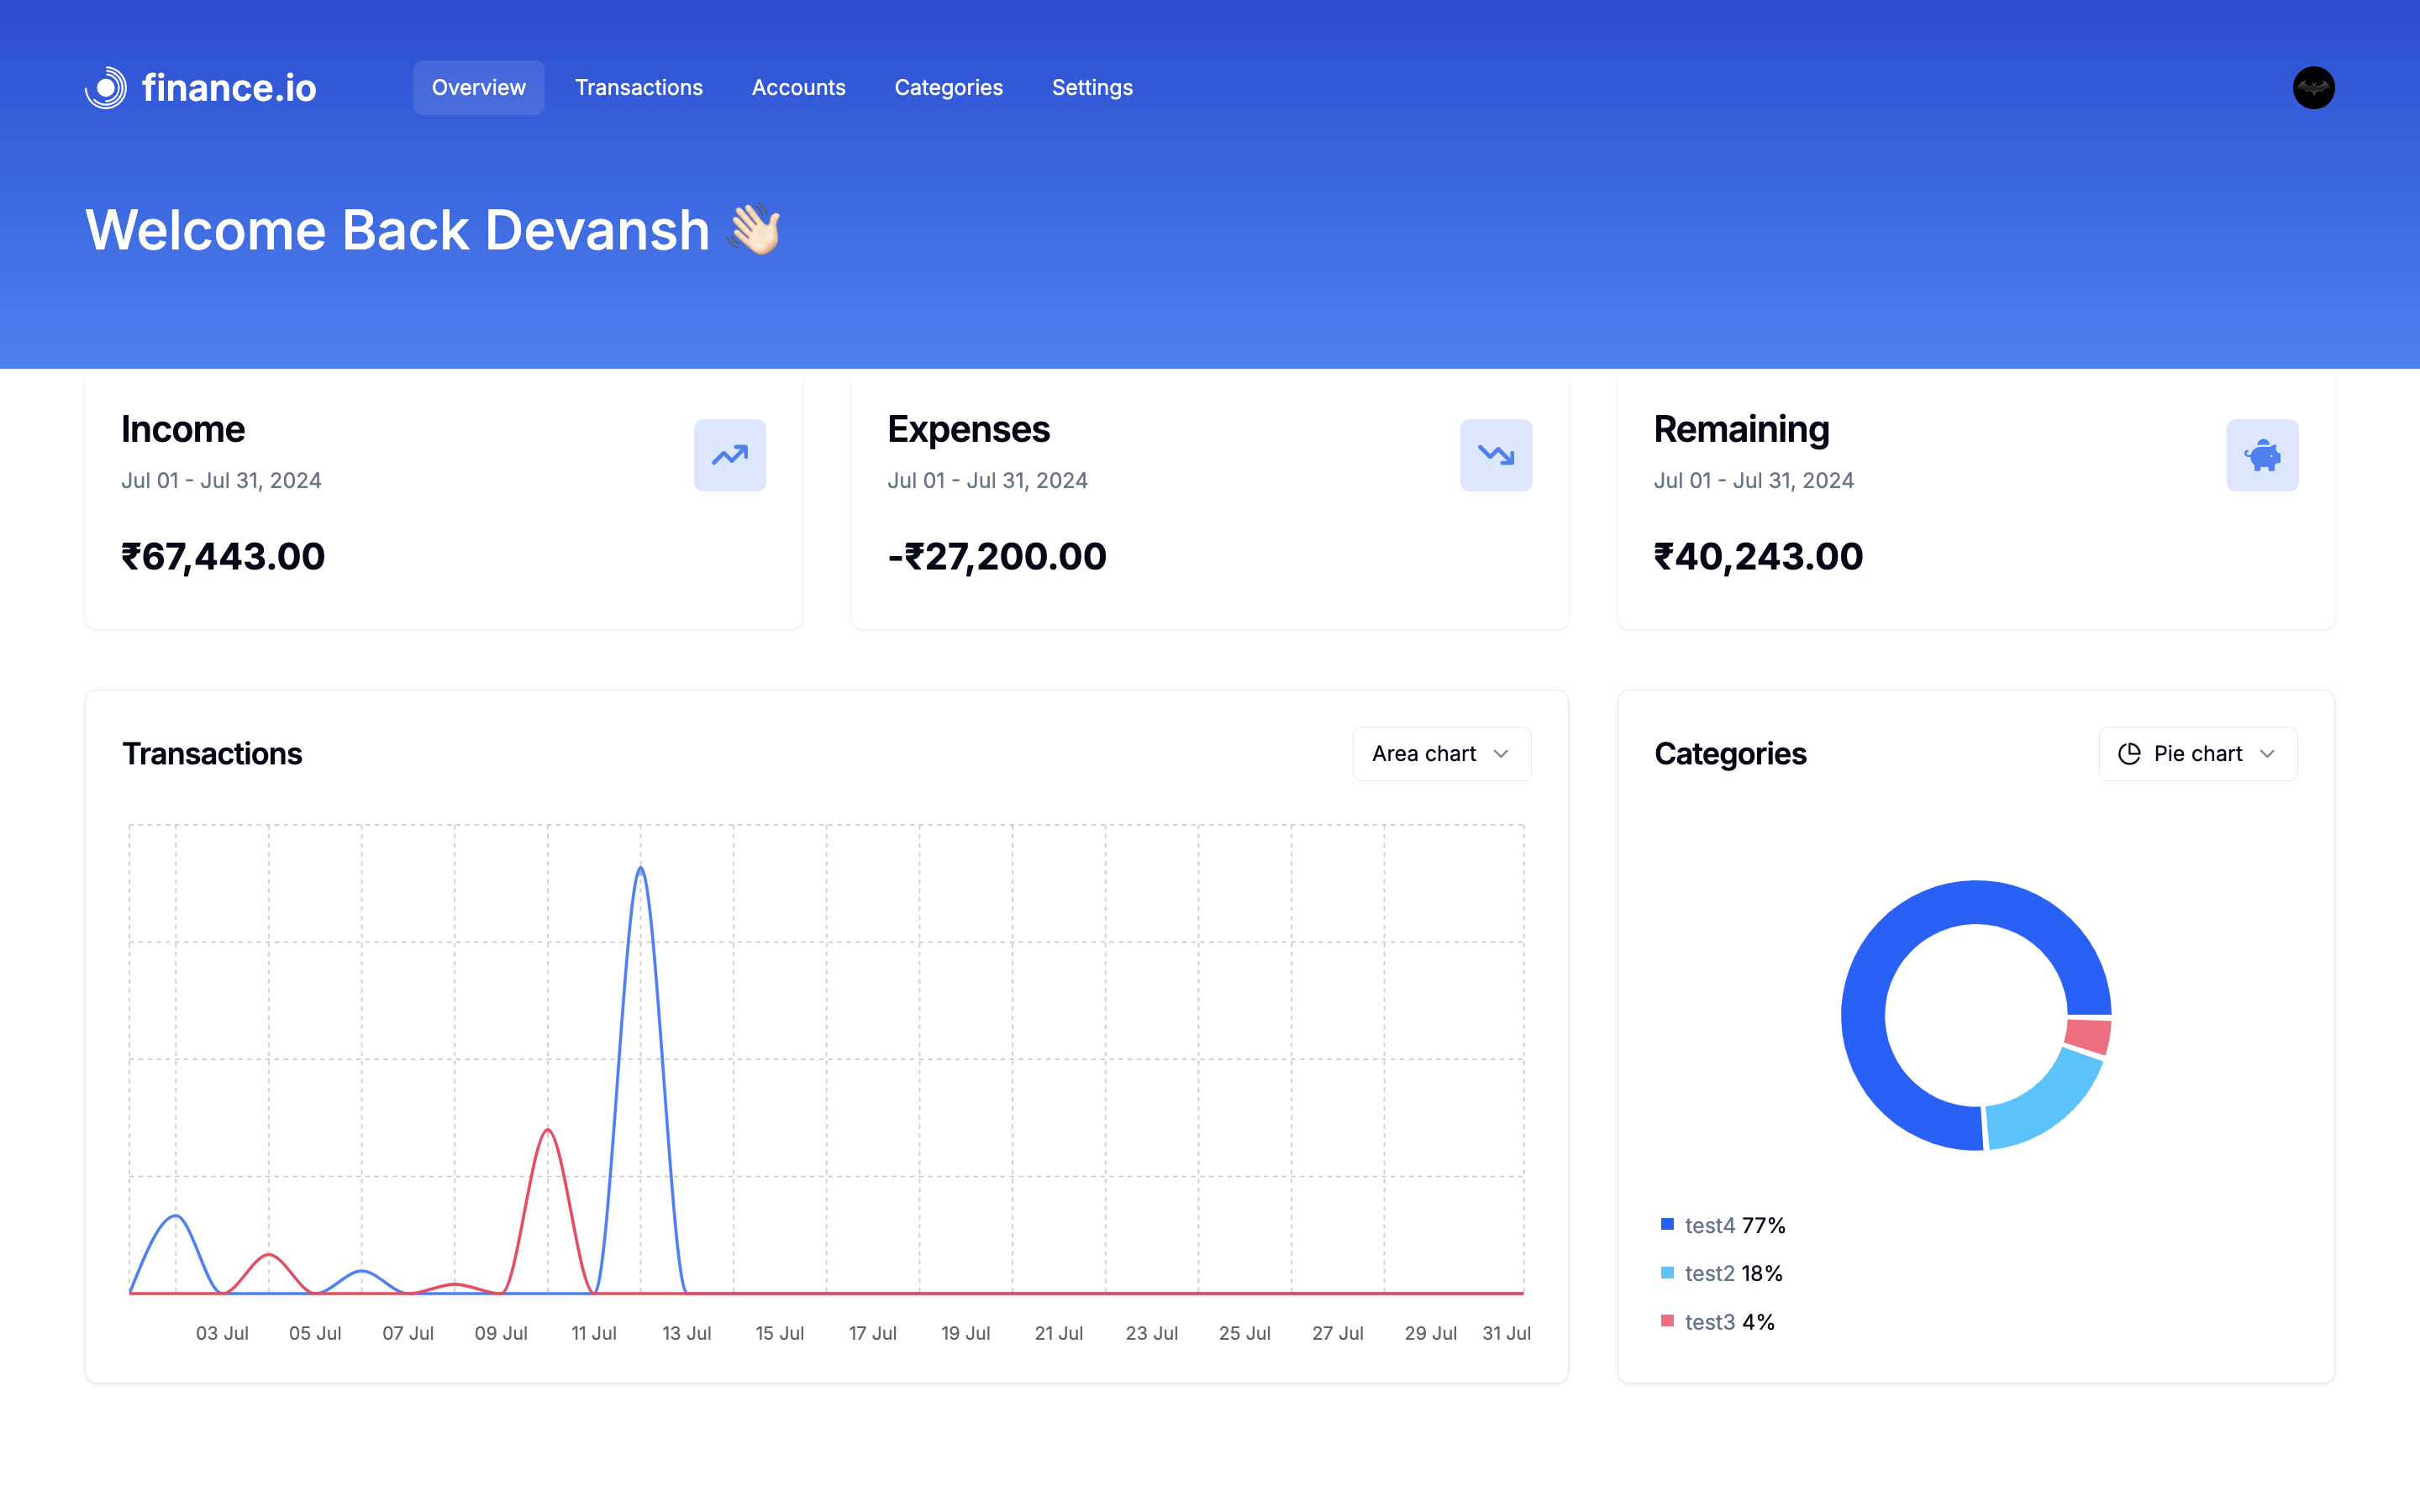 finance.io
Overview
Transactions
Accounts
Categories
Settings
Welcome Back Devansh 👋🏻
Income
Jul 01 - Jul 31, 2024
₹67,443.00
Expenses
Jul 01 - Jul 31, 2024
-₹27,200.00
Remaining
Jul 01 - Jul 31, 2024
₹40,243.00
Transactions
Area chart
03 Jul 05 Jul 07 Jul 09 Jul 11 Jul 13 Jul 15 Jul 17 Jul 19 Jul 21 Jul 23 Jul 25 Jul 27 Jul 29 Jul 31 Jul
Categories
Pie chart
test4 77%
test2 18%
test3 4%